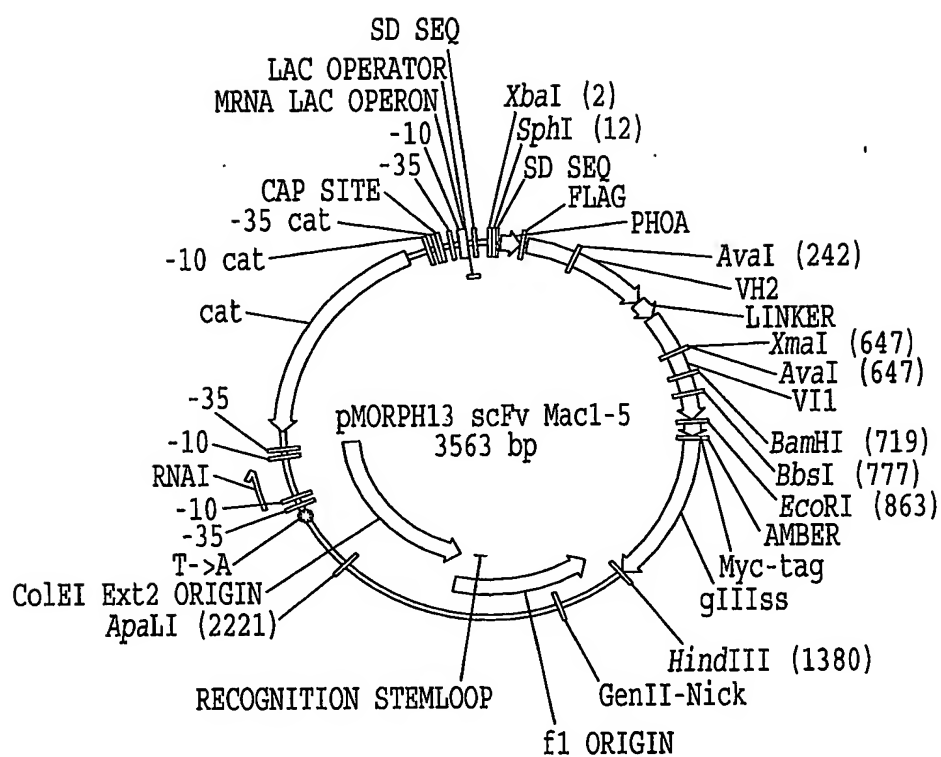 SD SEQ
LAC OPERATOR
MRNA LAC OPERON
-10
-35
CAP SITE
-35 cat
-10 cat
cat
XbaI (2)
SphI (12)
SD SEQ
FLAG
PHOA
AvaI (242)
VH2
LINKER
XmaI (647)
AvaI (647)
VI1
BamHI (719)
BbsI (777)
EcoRI (863)
AMBER
Myc-tag
gIIIss
HindIII (1380)
GenII-Nick
f1 ORIGIN
RECOGNITION STEMLOOP
pMORPH13 scFv Mac1-5
3563 bp
-35
-10
RNAI
-10
-35
T->A
ColEI Ext2 ORIGIN
ApaLI (2221)